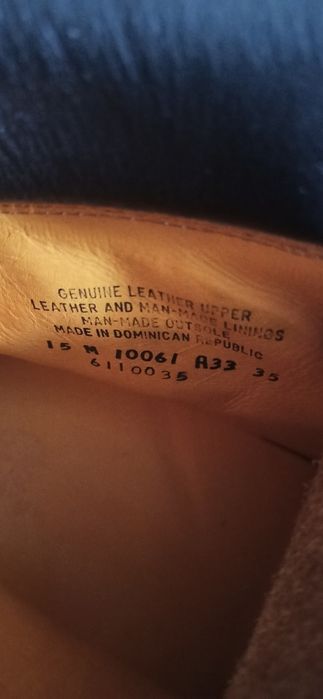 GENUINE LEATHER UPPER
LEATHER AND MAN-MADE LININGS
MAN-MADE OUTSOLE
MADE IN DOMINICAN REPUBLIC
15 M 10061 A33 35
6110035